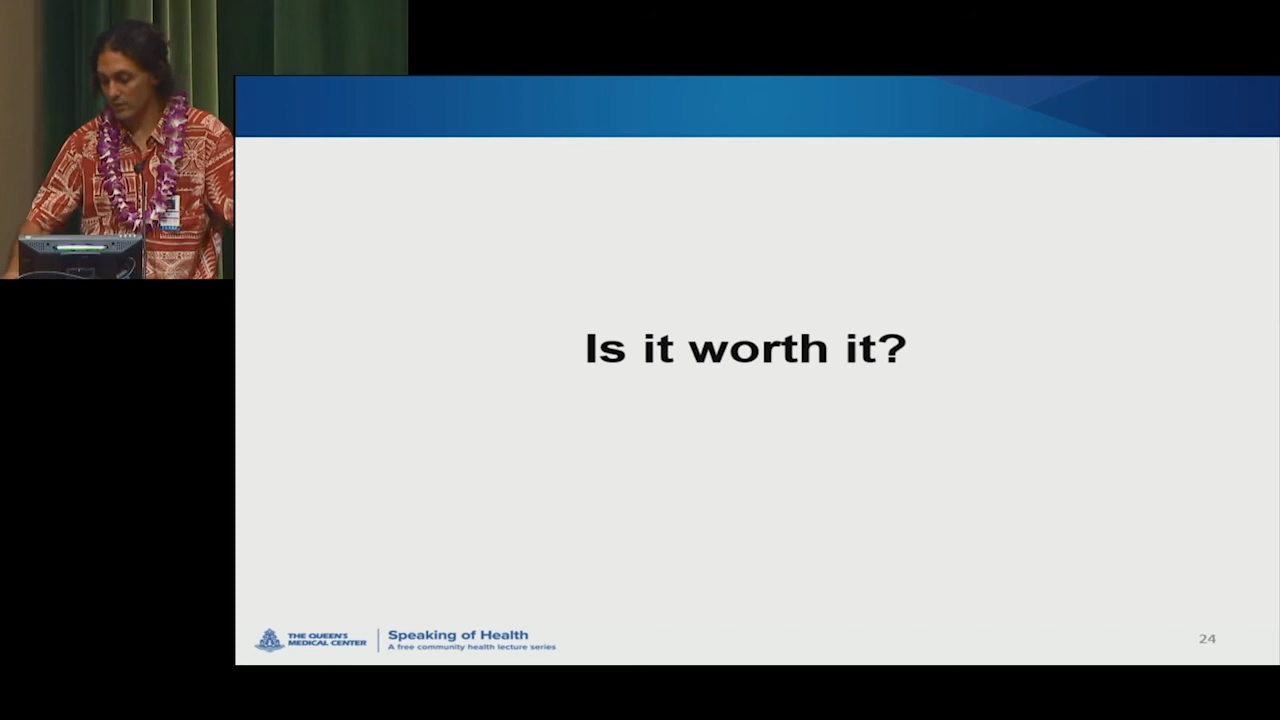 Is it worth it?
THE QUEEN'S
MEDICAL CENTER
Speaking of Health
A free community health lecture series
24